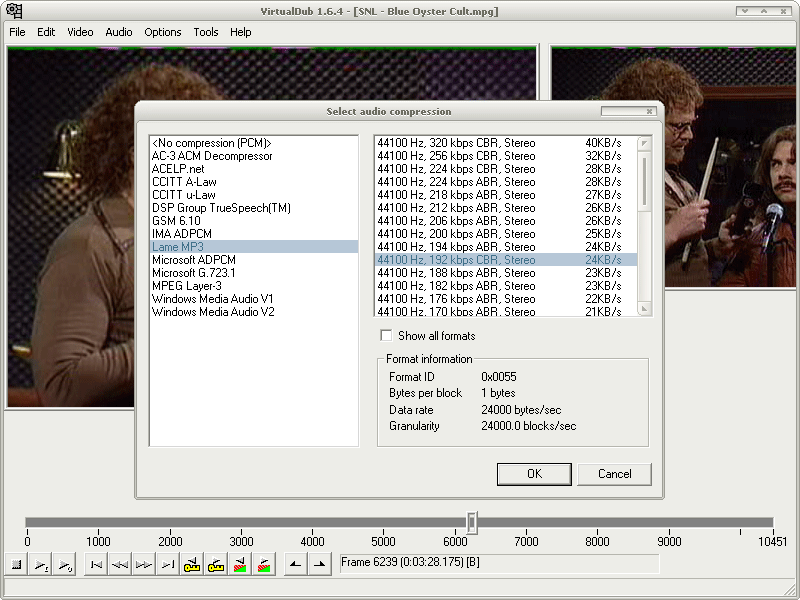 VirtualDub 1.6.4 - [SNL - Blue Oyster Cult.mpg]
File Edit Video Audio Options Tools Help
Select audio compression
<No compression (PCM)>
AC-3 ACM Decompressor
ACELP.net
CCITT A-Law
CCITT u-Law
DSP Group TrueSpeech(TM)
GSM 6.10
IMA ADPCM
Lame MP3
Microsoft ADPCM
Microsoft G.723.1
MPEG Layer-3
Windows Media Audio V1
Windows Media Audio V2
44100 Hz, 320 kbps CBR, Stereo 40KB/s
44100 Hz, 256 kbps CBR, Stereo 32KB/s
44100 Hz, 224 kbps CBR, Stereo 28KB/s
44100 Hz, 224 kbps ABR, Stereo 28KB/s
44100 Hz, 218 kbps ABR, Stereo 27KB/s
44100 Hz, 212 kbps ABR, Stereo 26KB/s
44100 Hz, 206 kbps ABR, Stereo 26KB/s
44100 Hz, 200 kbps ABR, Stereo 25KB/s
44100 Hz, 194 kbps ABR, Stereo 24KB/s
44100 Hz, 192 kbps CBR, Stereo 24KB/s
44100 Hz, 188 kbps ABR, Stereo 23KB/s
44100 Hz, 182 kbps ABR, Stereo 23KB/s
44100 Hz, 176 kbps ABR, Stereo 22KB/s
44100 Hz, 170 kbps ABR, Stereo 21KB/s
Show all formats
Format information
Format ID 0x0055
Bytes per block 1 bytes
Data rate 24000 bytes/sec
Granularity 24000.0 blocks/sec
OK Cancel
0 1000 2000 3000 4000 5000 6000 7000 8000 9000 10451
Frame 6239 (0:03:28.175) [B]